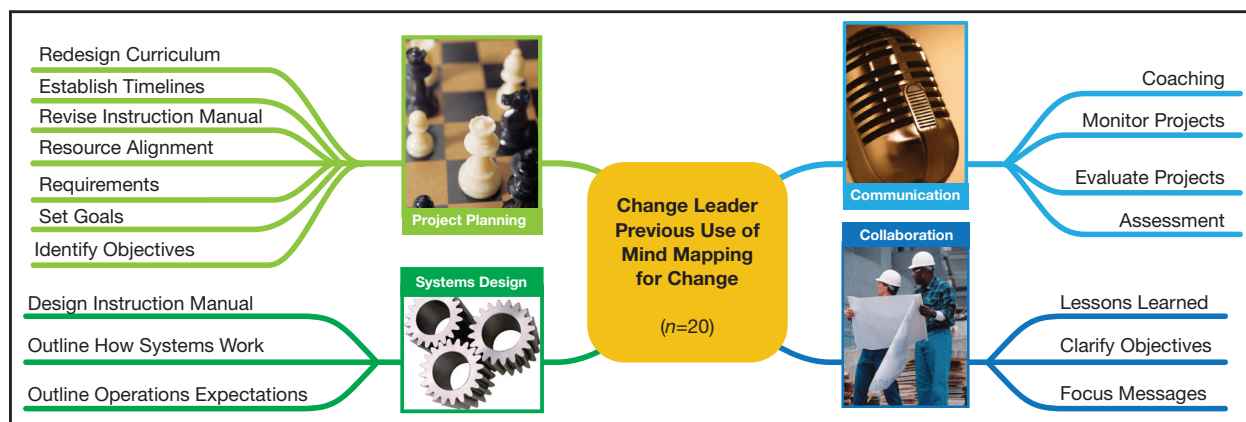 Redesign Curriculum
Establish Timelines
Revise Instruction Manual
Resource Alignment
Requirements
Set Goals
Identify Objectives
Project Planning
Design Instruction Manual
Outline How Systems Work
Outline Operations Expectations
Systems Design
Change Leader
Previous Use of
Mind Mapping
for Change
(n=20)
Communication
Coaching
Monitor Projects
Evaluate Projects
Assessment
Collaboration
Lessons Learned
Clarify Objectives
Focus Messages